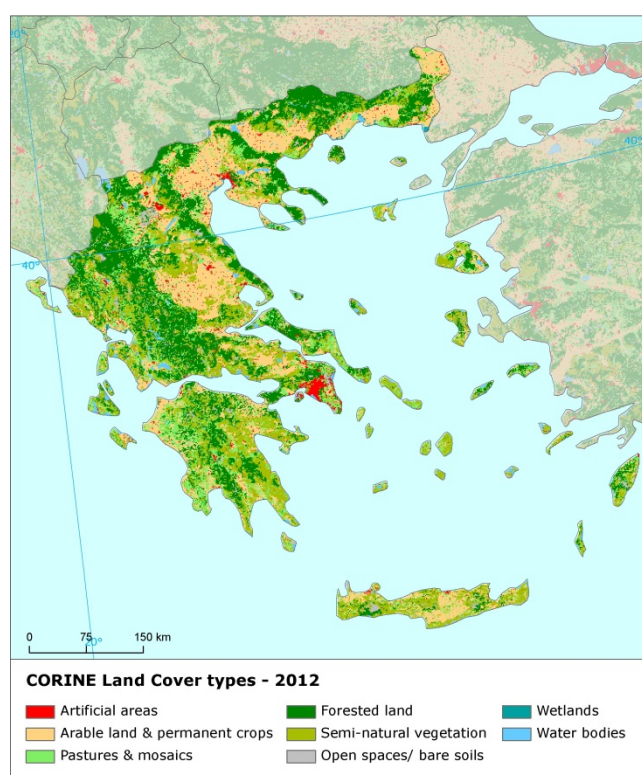 40°
40°
0 75 150 km
20°
CORINE Land Cover types - 2012
Artificial areas
Arable land & permanent crops
Pastures & mosaics
Forested land
Semi-natural vegetation
Open spaces/ bare soils
Wetlands
Water bodies